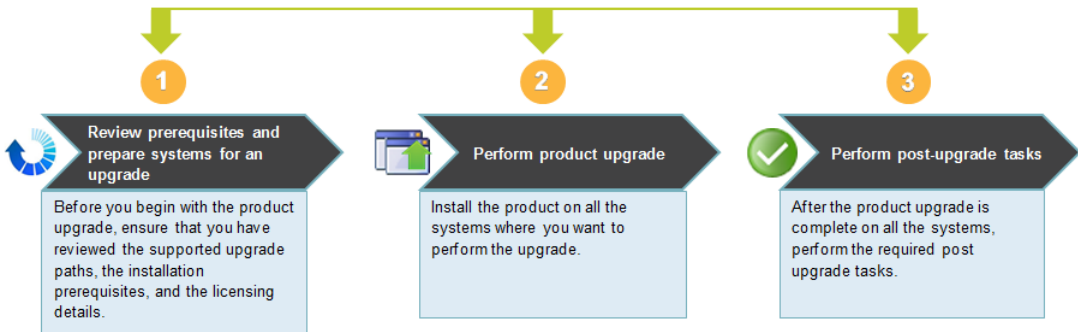 1
Review prerequisites and
prepare systems for an
upgrade
Before you begin with the product
upgrade, ensure that you have
reviewed the supported upgrade
paths, the installation
prerequisites, and the licensing
details.
2
Perform product upgrade
Install the product on all the
systems where you want to
perform the upgrade.
3
Perform post-upgrade tasks
After the product upgrade is
complete on all the systems,
perform the required post
upgrade tasks.